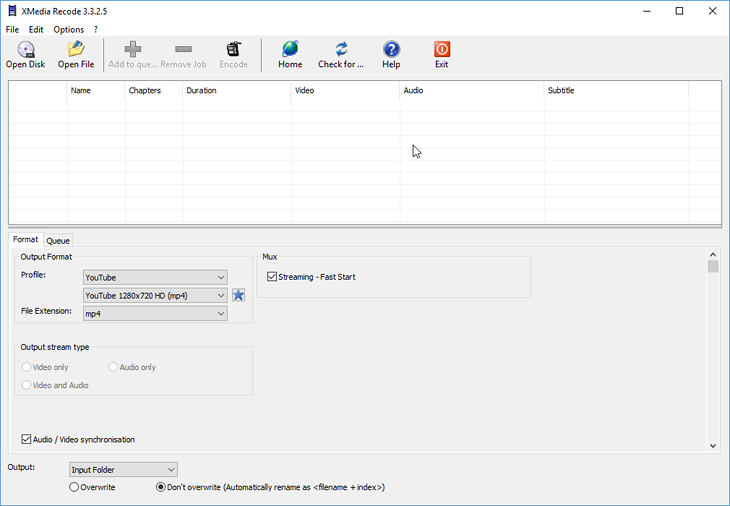 XMedia Recode 3.3.2.5
File Edit Options ?
Open Disk Open File Add to que... Remove Job Encode Home Check for ... Help Exit
Name Chapters Duration Video Audio Subtitle
Format Queue
Output Format Mux
Profile: YouTube Streaming - Fast Start
YouTube 1280x720 HD (mp4)
File Extension: mp4
Output stream type
Video only Audio only
Video and Audio
Audio / Video synchronisation
Output: Input Folder
Overwrite Don't overwrite (Automatically rename as <filename + index>)